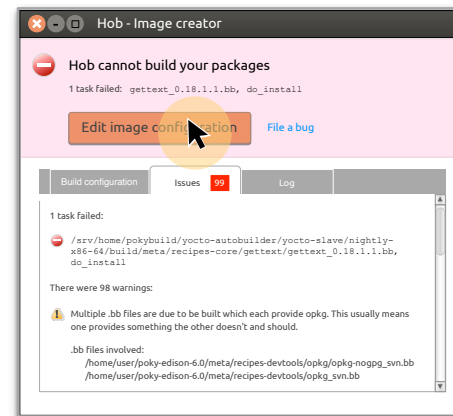 Hob - Image creator
Hob cannot build your packages
1 task failed: gettext_0.18.1.1.bb, do_install
Edit image configuration
File a bug
Build configuration
Issues 99
Log
1 task failed:
/srv/home/pokybuild/yocto-autobuilder/yocto-slave/nightly-
x86-64/build/meta/recipes-core/gettext/gettext_0.18.1.1.bb,
do_install
There were 98 warnings:
Multiple .bb files are due to be built which each provide opkg. This usually means
one provides something the other doesn't and should.
.bb files involved:
/home/user/poky-edison-6.0/meta/recipes-devtools/opkg/opkg-nogpg_svn.bb
/home/user/poky-edison-6.0/meta/recipes-devtools/opkg_svn.bb